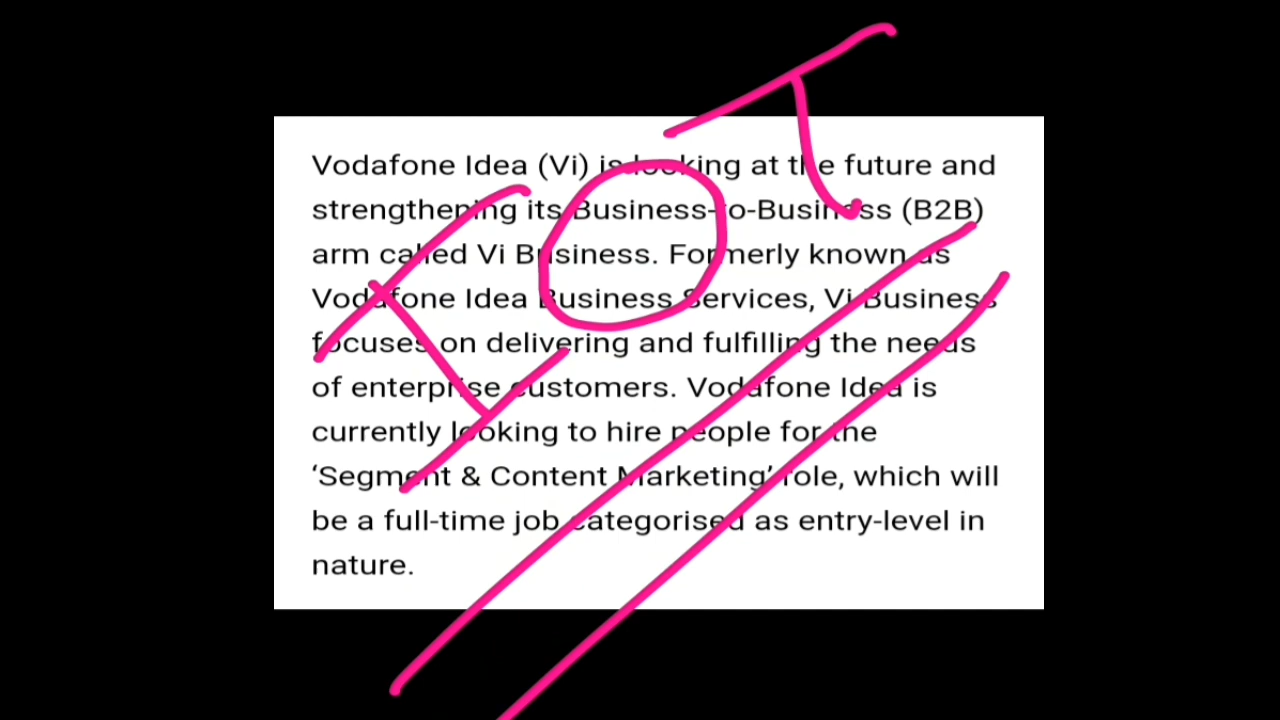 Vodafone Idea (Vi) is looking at the future and
strengthening its Business-to-Business (B2B)
arm called Vi Business. Formerly known as
Vodafone Idea Business Services, Vi Business
focuses on delivering and fulfilling the needs
of enterprise customers. Vodafone Idea is
currently looking to hire people for the
‘Segment & Content Marketing’ role, which will
be a full-time job categorised as entry-level in
nature.